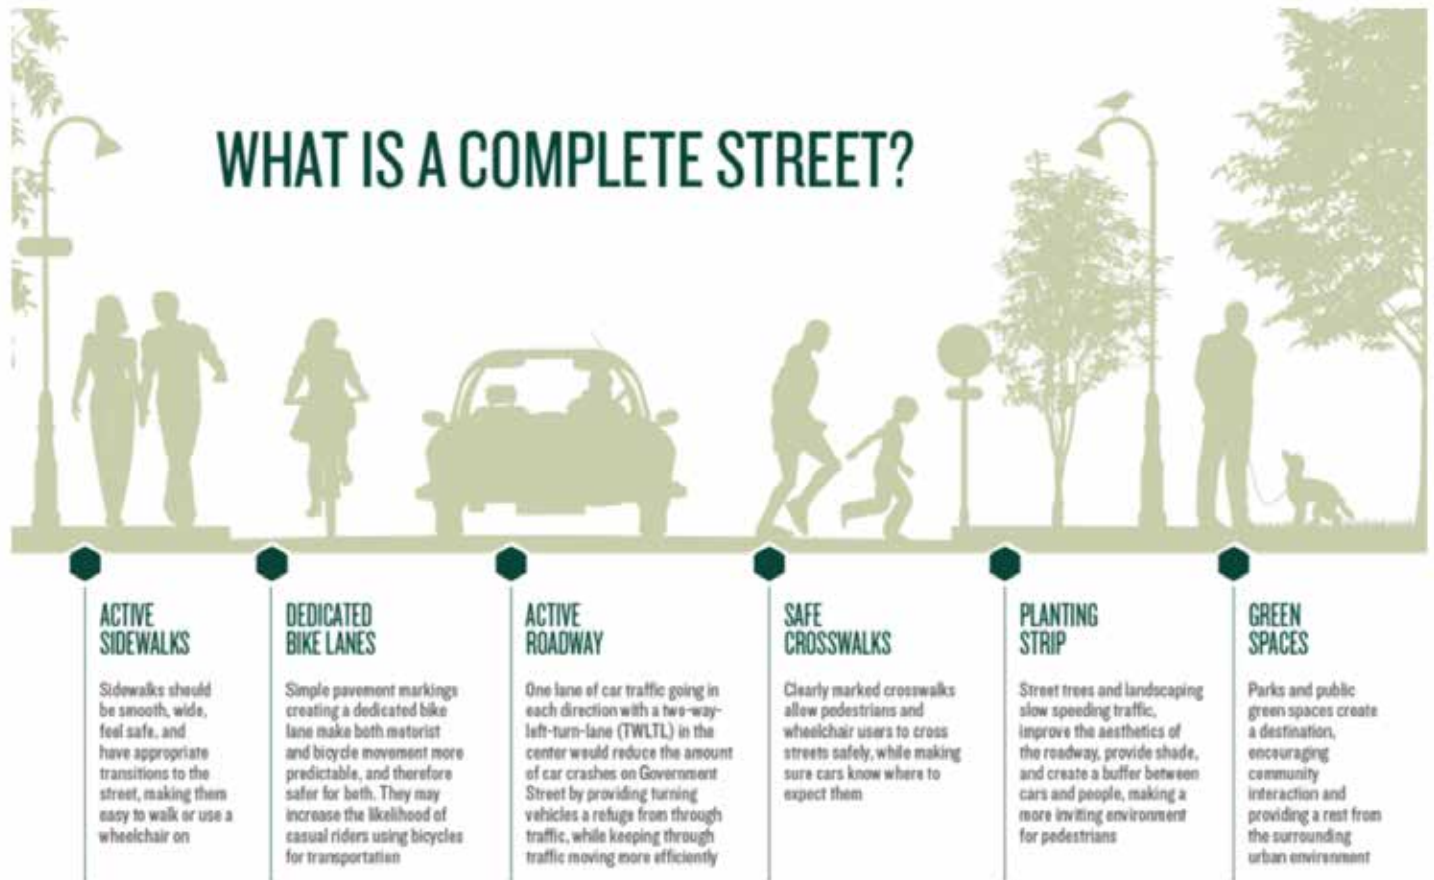 WHAT IS A COMPLETE STREET?
ACTIVE
SIDEWALKS
Sidewalks should
be smooth, wide,
feel safe, and
have appropriate
transitions to the
street, making them
easy to walk or use a
wheelchair on
DEDICATED
BIKE LANES
Simple pavement markings
creating a dedicated bike
lane make both motorist
and bicycle movement more
predictable, and therefore
safer for both. They may
increase the likelihood of
casual riders using bicycles
for transportation
ACTIVE
ROADWAY
One lane of car traffic going in
each direction with a two-way-
left-turn-lane (TWLTL) in the
center would reduce the amount
of car crashes on Government
Street by providing turning
vehicles a refuge from through
traffic, while keeping through
traffic moving more efficiently
SAFE
CROSSWALKS
Clearly marked crosswalks
allow pedestrians and
wheelchair users to cross
streets safely, while making
sure cars know where to
expect them
PLANTING
STRIP
Street trees and landscaping
slow speeding traffic,
improve the aesthetics of
the roadway, provide shade,
and create a buffer between
cars and people, making a
more inviting environment
for pedestrians
GREEN
SPACES
Parks and public
green spaces create
a destination,
encouraging
community
interaction and
providing a rest from
the surrounding
urban environment